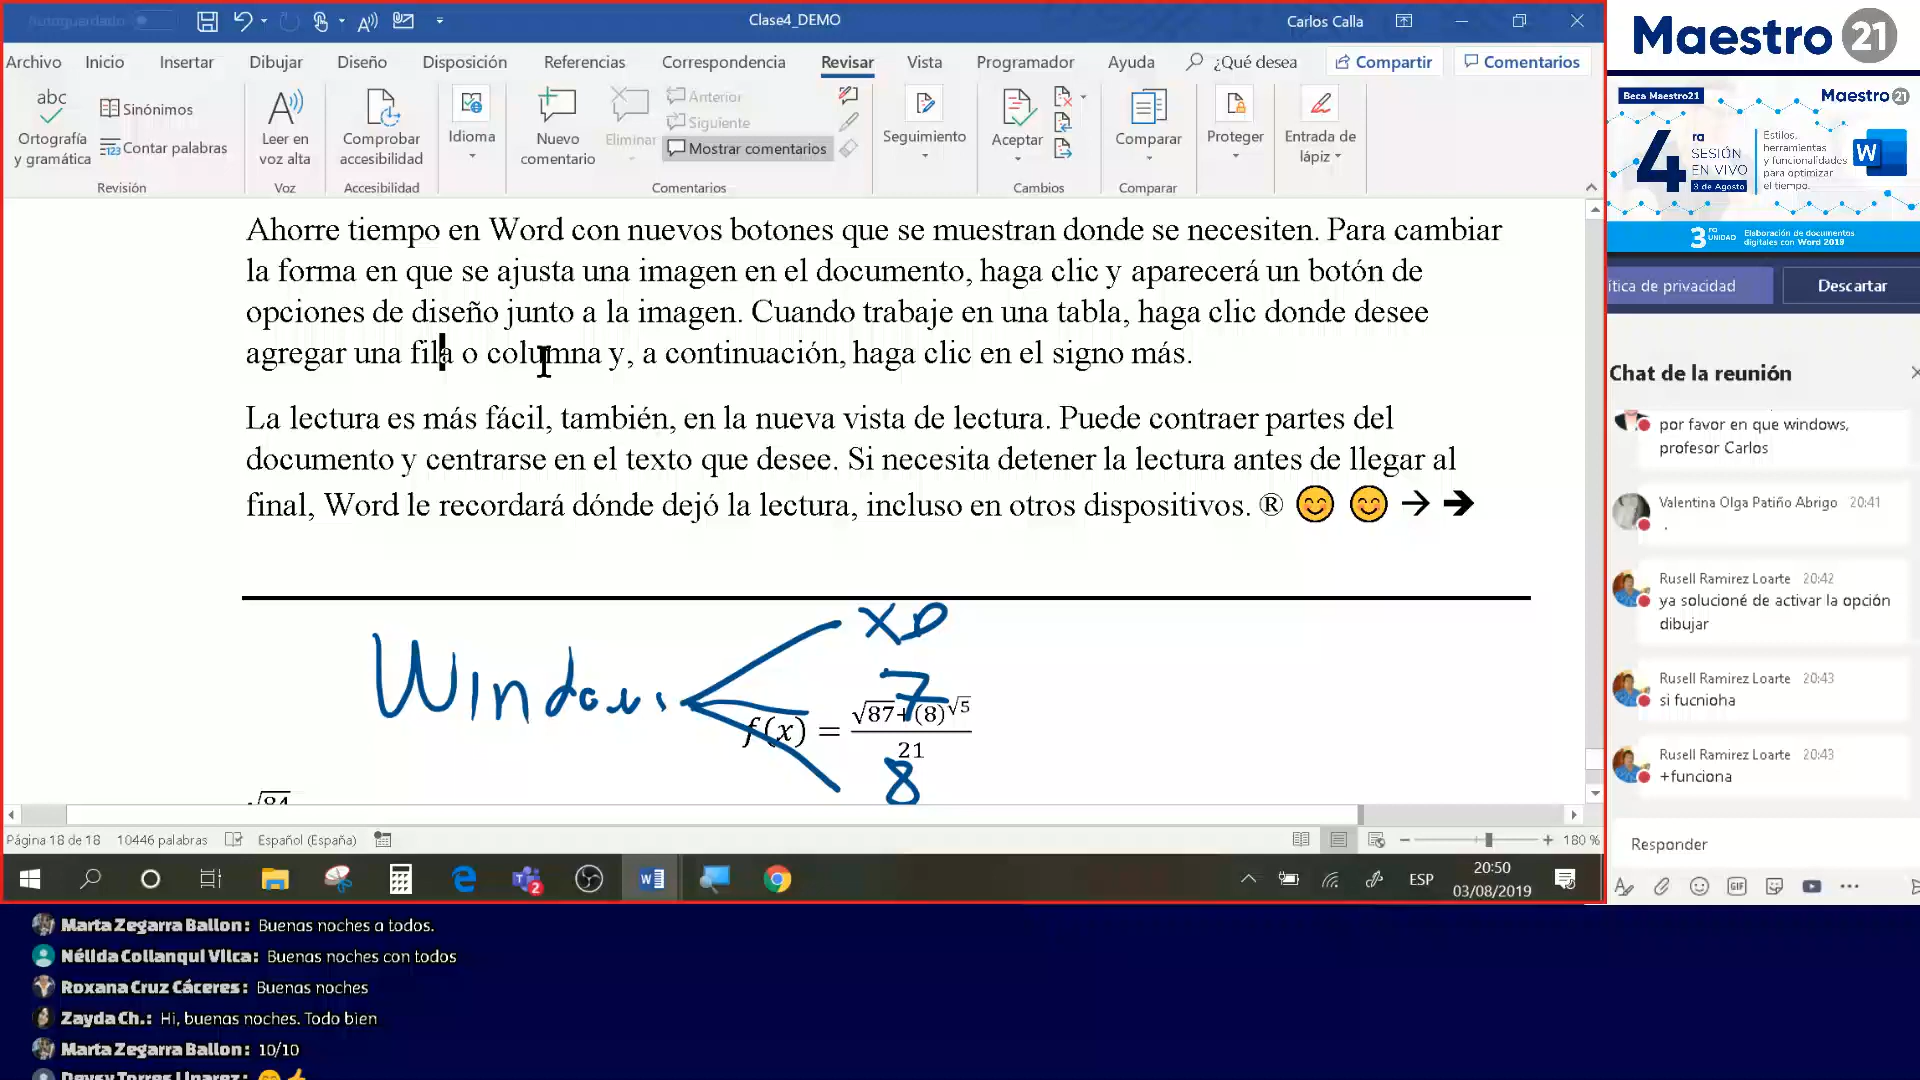 Autoguardado
Clase4_DEMO
Carlos Calla
Archivo Inicio Insertar Dibujar Diseño Disposición Referencias Correspondencia Revisar Vista Programador Ayuda ¿Qué desea Compartir Comentarios
abc
Ortografía y gramática
Sinónimos
123 Contar palabras
Revisión
Leer en voz alta
Voz
Comprobar accesibilidad
Accesibilidad
Idioma
Nuevo comentario
Eliminar
Anterior
Siguiente
Mostrar comentarios
Comentarios
Seguimiento
Aceptar
Cambios
Comparar
Comparar
Proteger
Entrada de lápiz
Ahorre tiempo en Word con nuevos botones que se muestran donde se necesiten. Para cambiar
la forma en que se ajusta una imagen en el documento, haga clic y aparecerá un botón de
opciones de diseño junto a la imagen. Cuando trabaje en una tabla, haga clic donde desee
agregar una fila o columna y, a continuación, haga clic en el signo más.
La lectura es más fácil, también, en la nueva vista de lectura. Puede contraer partes del
documento y centrarse en el texto que desee. Si necesita detener la lectura antes de llegar al
final, Word le recordará dónde dejó la lectura, incluso en otros dispositivos. ® 😊 😊 → ➔
Windows XP
7
f(x) = (√87+(8)^√5)/21
8
√84
Página 18 de 18 10446 palabras Español (España) 180 %
2
ESP
20:50
03/08/2019
Maestro 21
Beca Maestro21
Maestro 21
4 ra
SESIÓN
EN VIVO
3 de Agosto
Estilos,
herramientas
y funcionalidades
para optimizar
el tiempo.
W
3 RA UNIDAD
Elaboración de documentos
digitales con Word 2019
ítica de privacidad Descartar
Chat de la reunión
por favor en que windows,
profesor Carlos
Valentina Olga Patiño Abrigo 20:41
.
Rusell Ramirez Loarte 20:42
ya solucioné de activar la opción
dibujar
Rusell Ramirez Loarte 20:43
si fucnioha
Rusell Ramirez Loarte 20:43
+funciona
Responder
GIF
Marta Zegarra Ballon: Buenas noches a todos.
Nélida Collanqui Vilca: Buenas noches con todos
Roxana Cruz Cáceres: Buenas noches
Zayda Ch.: Hi, buenas noches. Todo bien
Marta Zegarra Ballon: 10/10
Deysy Torres Linarez: